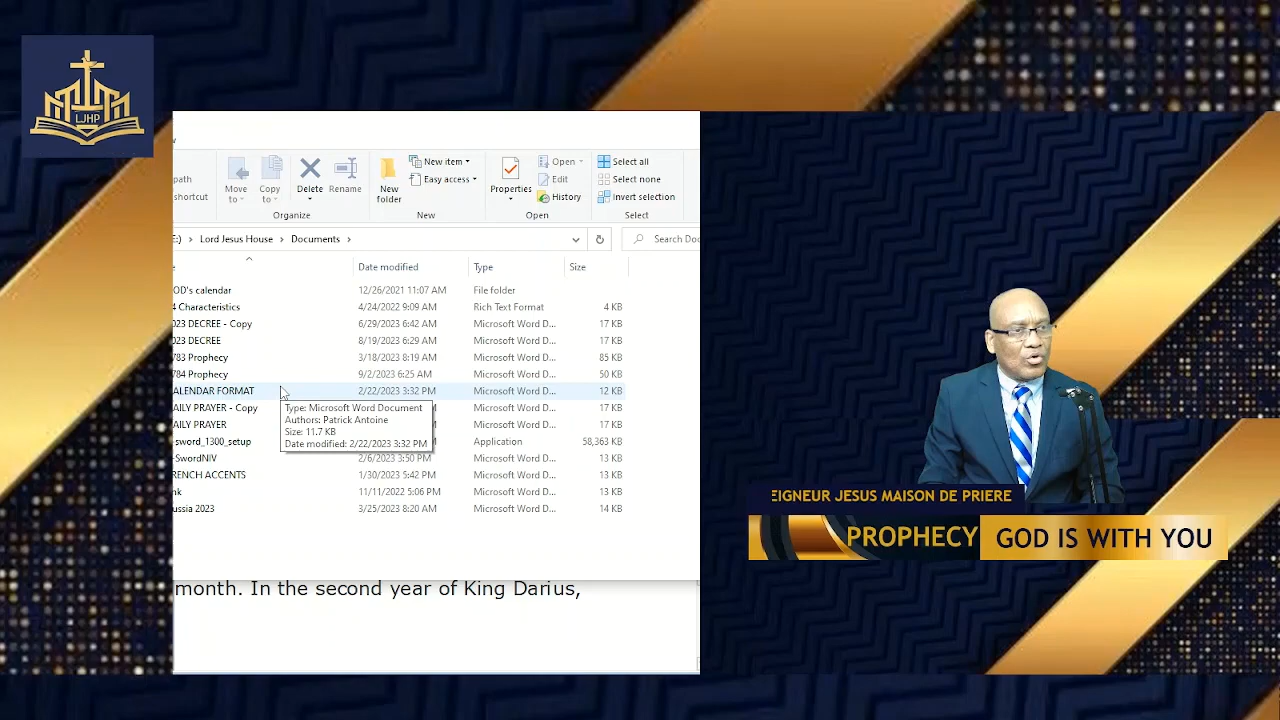 LJHP
New item
Open
Select all
path
Easy access
Edit
Select none
shortcut
Move to
Copy to
Delete
Rename
New folder
Properties
History
Invert selection
Organize
New
Open
Select
E:) > Lord Jesus House > Documents >
Search Doc
Date modified
Type
Size
OD's calendar 12/26/2021 11:07 AM File folder
4 Characteristics 4/24/2022 9:09 AM Rich Text Format 4 KB
023 DECREE - Copy 6/29/2023 6:42 AM Microsoft Word D... 17 KB
023 DECREE 8/19/2023 6:29 AM Microsoft Word D... 17 KB
783 Prophecy 3/18/2023 8:19 AM Microsoft Word D... 85 KB
784 Prophecy 9/2/2023 6:25 AM Microsoft Word D... 50 KB
ALENDAR FORMAT 2/22/2023 3:32 PM Microsoft Word D... 12 KB
AILY PRAYER - Copy M Microsoft Word D... 17 KB
AILY PRAYER M Microsoft Word D... 17 KB
sword_1300_setup M Application 58,363 KB
Type: Microsoft Word Document
Authors: Patrick Antoine
Size: 11.7 KB
Date modified: 2/22/2023 3:32 PM
- SwordNIV 2/6/2023 3:50 PM Microsoft Word D... 13 KB
RENCH ACCENTS 1/30/2023 5:42 PM Microsoft Word D... 13 KB
nk 11/11/2022 5:06 PM Microsoft Word D... 13 KB
ussia 2023 3/25/2023 8:20 AM Microsoft Word D... 14 KB
month. In the second year of King Darius,
EIGNEUR JESUS MAISON DE PRIERE
PROPHECY GOD IS WITH YOU